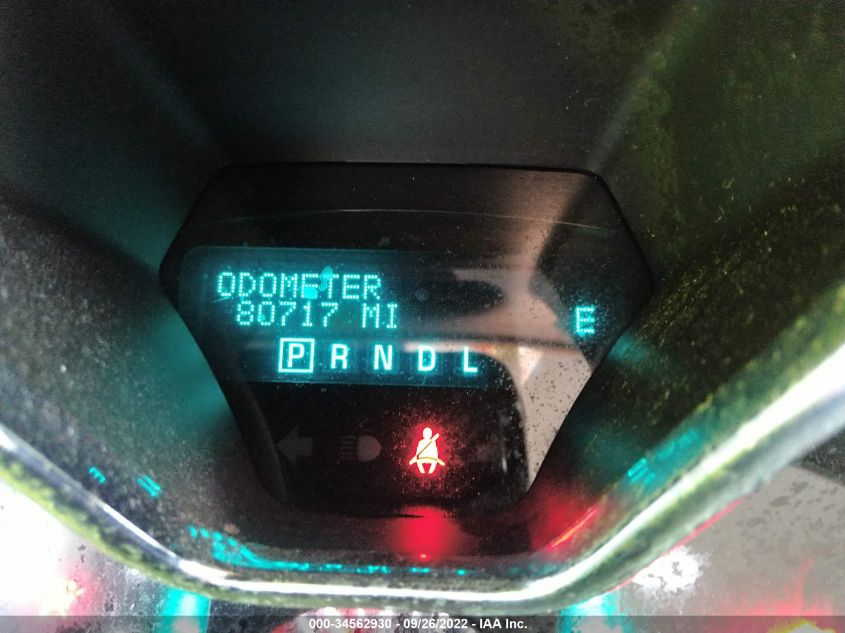 ODOMETER
80717 MI
E
P R N D L
000-34562930 - 09/26/2022 - IAA Inc.